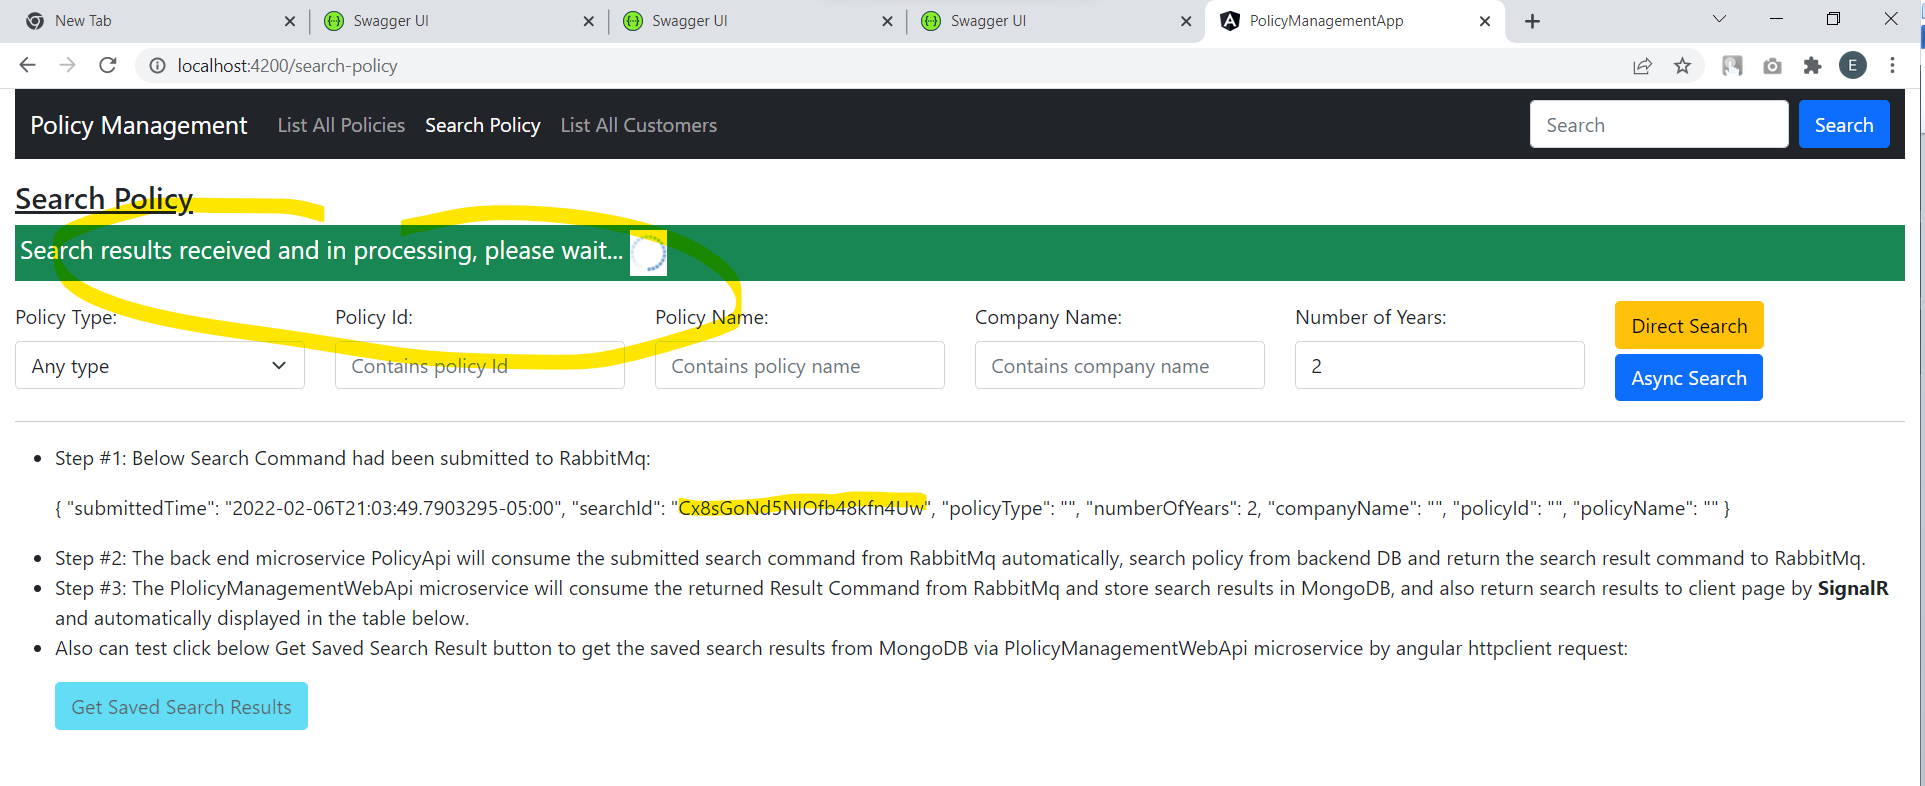 New Tab
Swagger UI
Swagger UI
Swagger UI
PolicyManagementApp
localhost:4200/search-policy
E
Policy Management
List All Policies
Search Policy
List All Customers
Search
Search
Search Policy
Search results received and in processing, please wait...
Policy Type:
Policy Id:
Policy Name:
Company Name:
Number of Years:
Direct Search
Any type
Contains policy Id
Contains policy name
Contains company name
2
Async Search
Step #1: Below Search Command had been submitted to RabbitMq:
{ "submittedTime": "2022-02-06T21:03:49.7903295-05:00", "searchId": "Cx8sGoNd5NIOfb48kfn4Uw", "policyType": "", "numberOfYears": 2, "companyName": "", "policyId": "", "policyName": "" }
Step #2: The back end microservice PolicyApi will consume the submitted search command from RabbitMq automatically, search policy from backend DB and return the search result command to RabbitMq.
Step #3: The PlolicyManagementWebApi microservice will consume the returned Result Command from RabbitMq and store search results in MongoDB, and also return search results to client page by SignalR
and automatically displayed in the table below.
Also can test click below Get Saved Search Result button to get the saved search results from MongoDB via PlolicyManagementWebApi microservice by angular httpclient request:
Get Saved Search Results